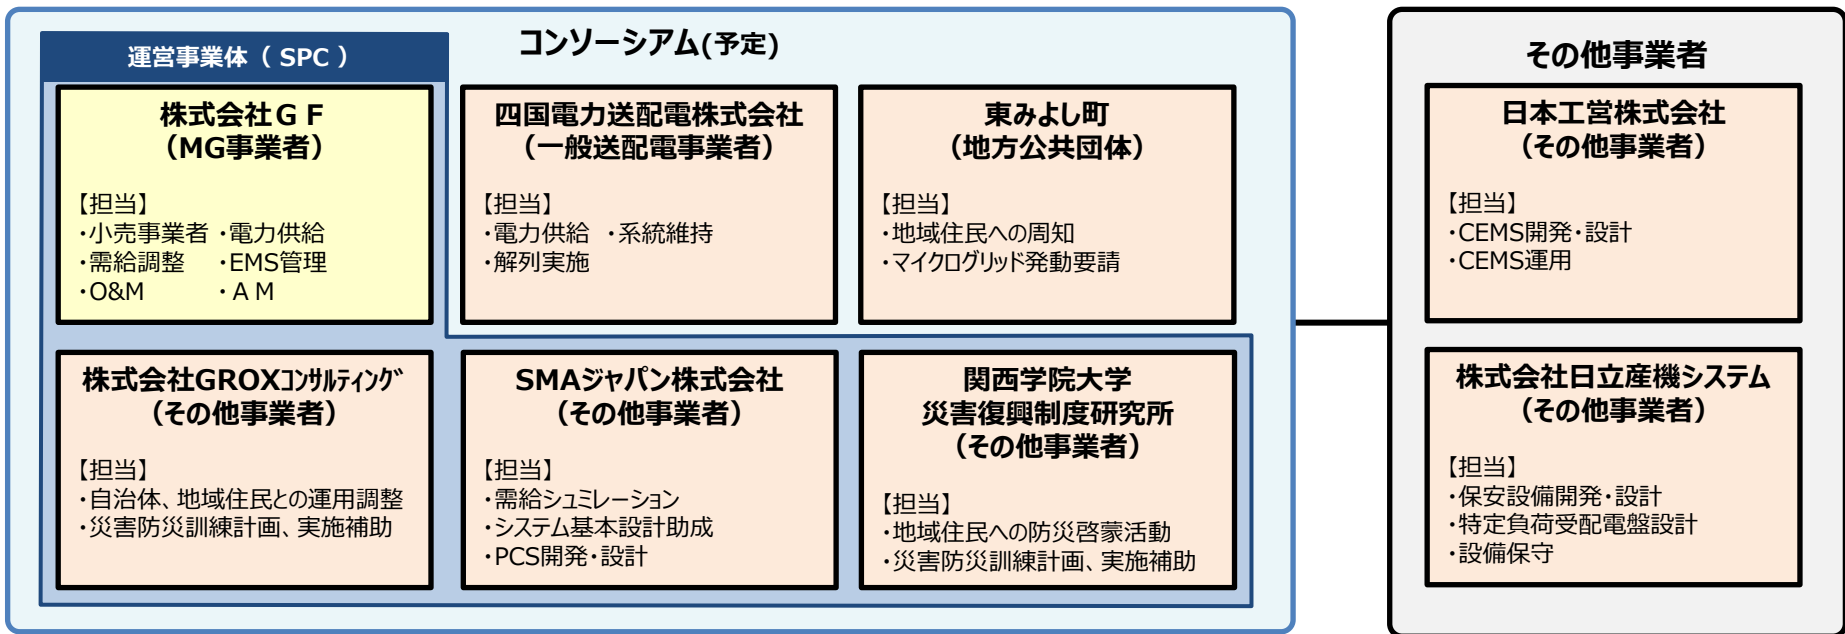 コンソーシアム(予定)
運営事業体（ SPC ）
株式会社ＧＦ
（MG事業者）
【担当】
・小売事業者 ・電力供給
・需給調整 ・EMS管理
・O&M ・ＡＭ
四国電力送配電株式会社
（一般送配電事業者）
【担当】
・電力供給 ・系統維持
・解列実施
東みよし町
（地方公共団体）
【担当】
・地域住民への周知
・マイクログリッド発動要請
株式会社GROXｺﾝｻﾙﾃｨﾝｸﾞ
（その他事業者）
【担当】
・自治体、地域住民との運用調整
・災害防災訓練計画、実施補助
SMAジャパン株式会社
（その他事業者）
【担当】
・需給シュミレーション
・システム基本設計助成
・PCS開発・設計
関西学院大学
災害復興制度研究所
（その他事業者）
【担当】
・地域住民への防災啓蒙活動
・災害防災訓練計画、実施補助
その他事業者
日本工営株式会社
（その他事業者）
【担当】
・CEMS開発・設計
・CEMS運用
株式会社日立産機システム
（その他事業者）
【担当】
・保安設備開発・設計
・特定負荷受配電盤設計
・設備保守